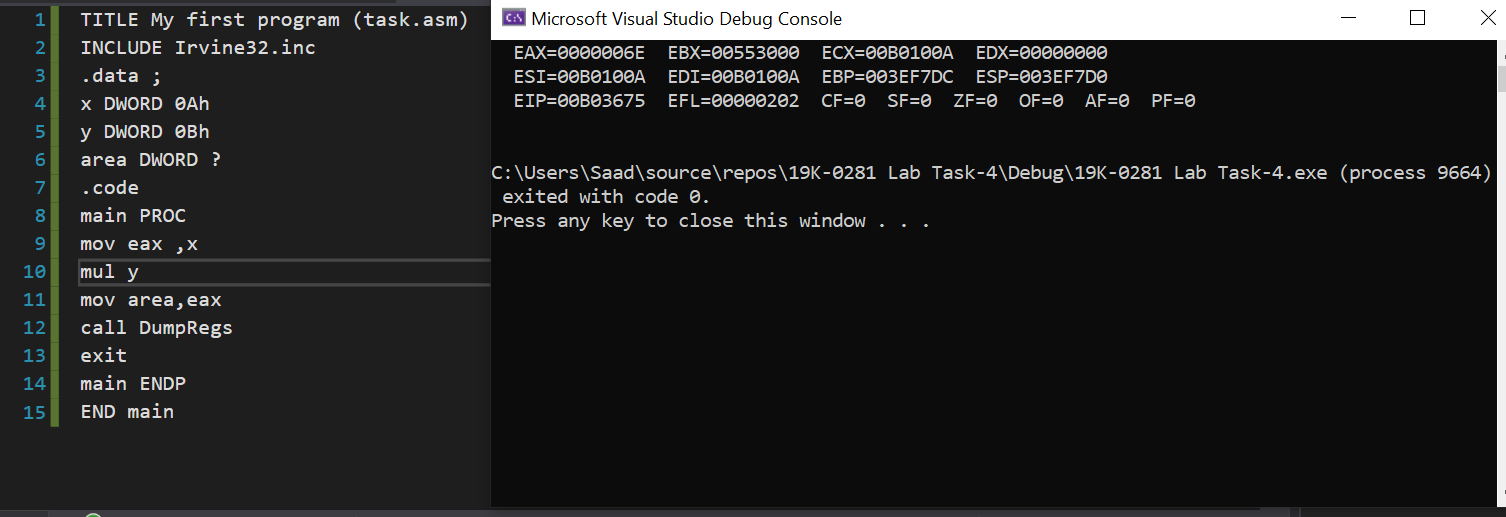 1 TITLE My first program (task.asm)
2 INCLUDE Irvine32.inc
3 .data ;
4 x DWORD 0Ah
5 y DWORD 0Bh
6 area DWORD ?
7 .code
8 main PROC
9 mov eax ,x
10 mul y
11 mov area,eax
12 call DumpRegs
13 exit
14 main ENDP
15 END main
C:\ Microsoft Visual Studio Debug Console
EAX=0000006E EBX=00553000 ECX=00B0100A EDX=00000000
ESI=00B0100A EDI=00B0100A EBP=003EF7DC ESP=003EF7D0
EIP=00B03675 EFL=00000202 CF=0 SF=0 ZF=0 OF=0 AF=0 PF=0
C:\Users\Saad\source\repos\19K-0281 Lab Task-4\Debug\19K-0281 Lab Task-4.exe (process 9664)
exited with code 0.
Press any key to close this window . . .